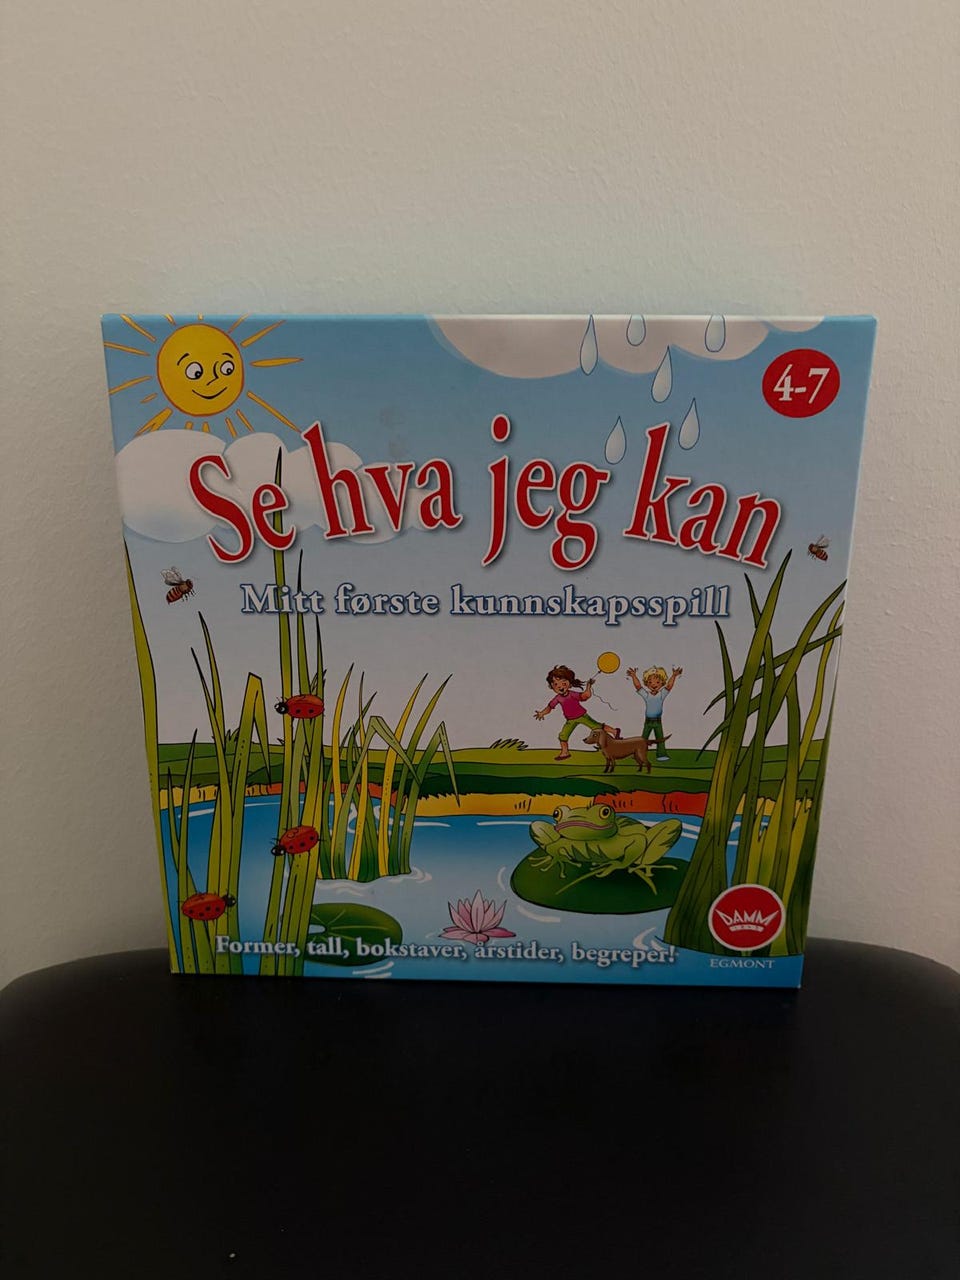 4-7
Se hva jeg kan
Mitt første kunnskapsspill
Former, tall, bokstaver, årstider, begreper!
DAMM
EGMONT